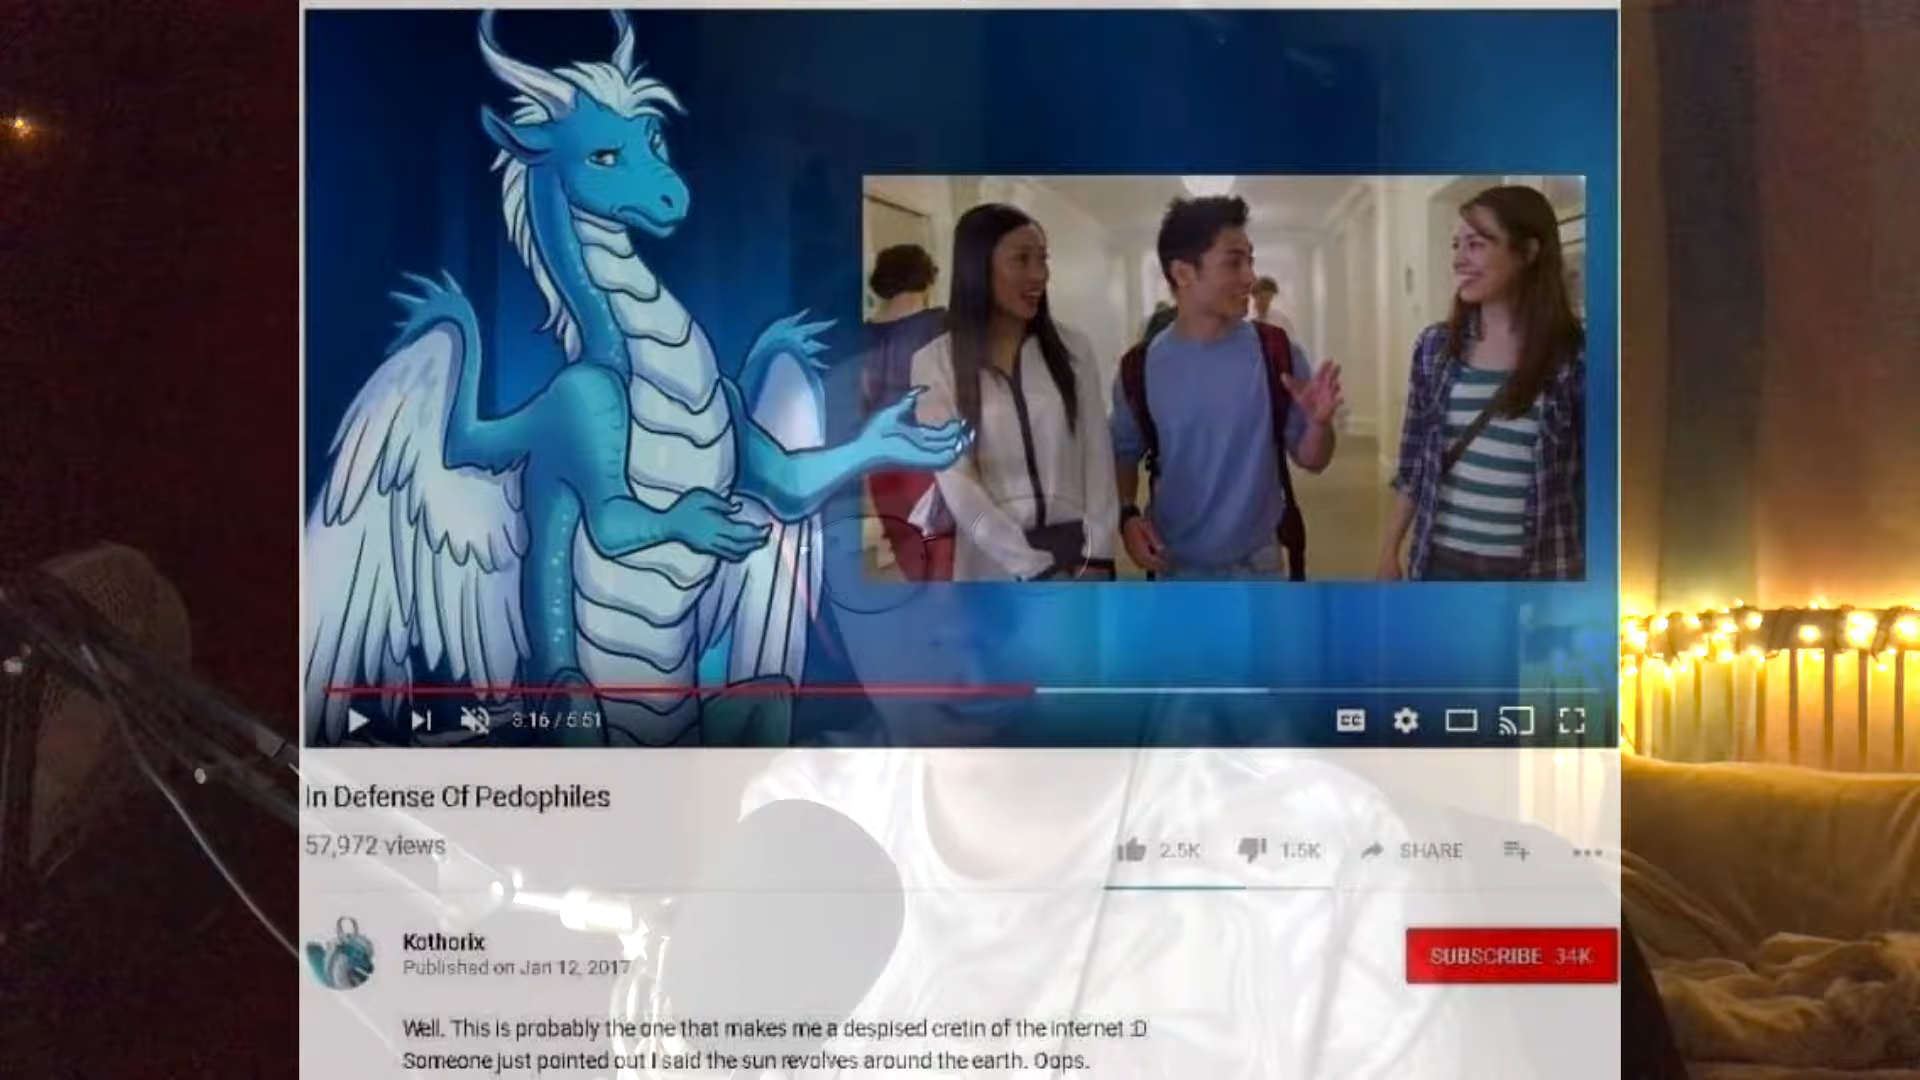 3:16 / 5:51
CC
In Defense Of Pedophiles
57,972 views
2.5K 1.5K SHARE
Kothorix
Published on Jan 12, 2017
SUBSCRIBE 34K
Well. This is probably the one that makes me a despised cretin of the internet :D
Someone just pointed out I said the sun revolves around the earth. Oops.